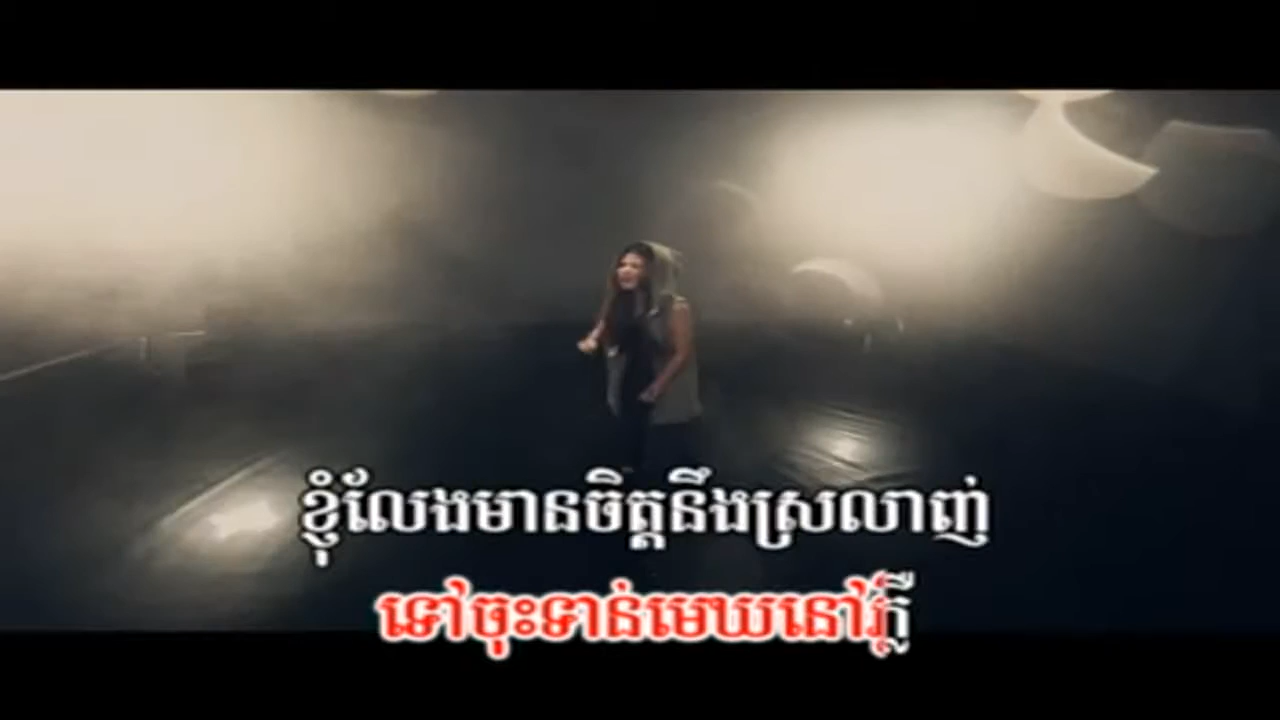 ខ្ញុំលែងមានចិត្តនឹងស្រលាញ់
ទៅចុះទាន់មេឃនៅភ្លឺ